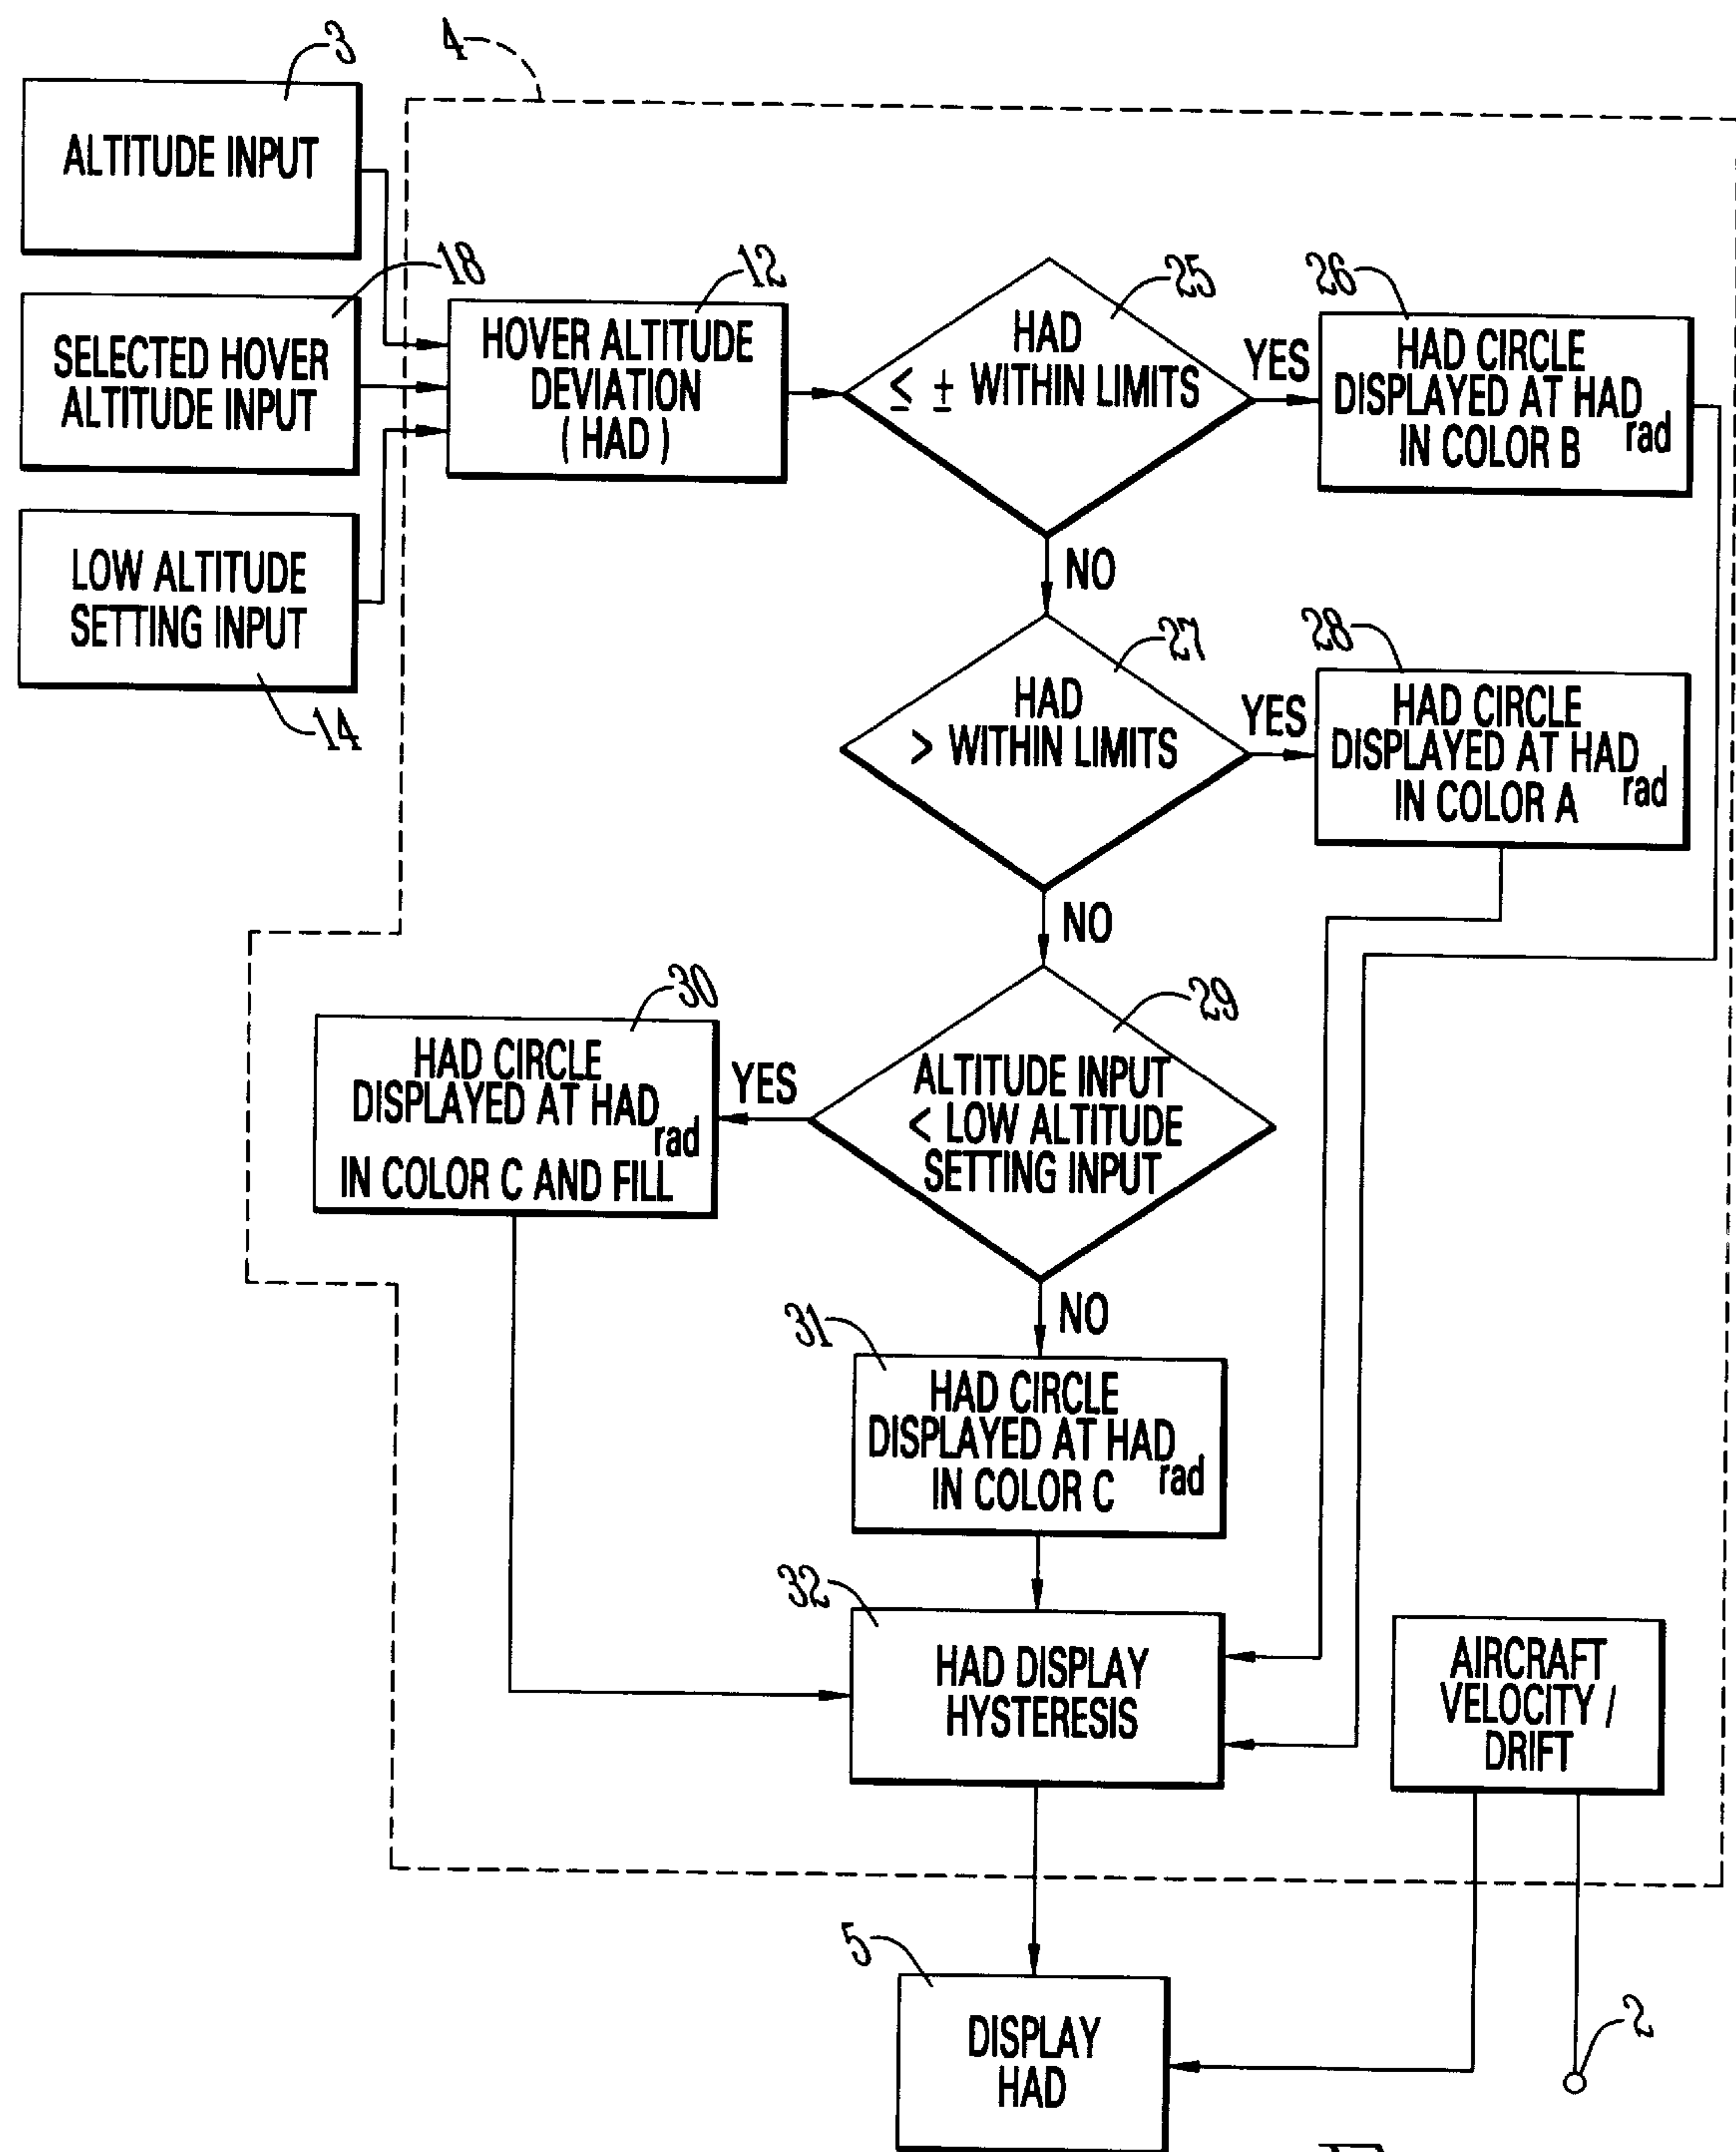 3
4
ALTITUDE INPUT
18
SELECTED HOVER
ALTITUDE INPUT
LOW ALTITUDE
SETTING INPUT
14
12
HOVER ALTITUDE
DEVIATION
( HAD )
25
HAD
≤ ± WITHIN LIMITS
YES
NO
26
HAD CIRCLE
DISPLAYED AT HAD rad
IN COLOR B
27
HAD
> WITHIN LIMITS
YES
NO
28
HAD CIRCLE
DISPLAYED AT HAD rad
IN COLOR A
29
ALTITUDE INPUT
< LOW ALTITUDE
SETTING INPUT
YES
NO
30
HAD CIRCLE
DISPLAYED AT HAD rad
IN COLOR C AND FILL
31
HAD CIRCLE
DISPLAYED AT HAD rad
IN COLOR C
32
HAD DISPLAY
HYSTERESIS
AIRCRAFT
VELOCITY /
DRIFT
5
DISPLAY
HAD
2